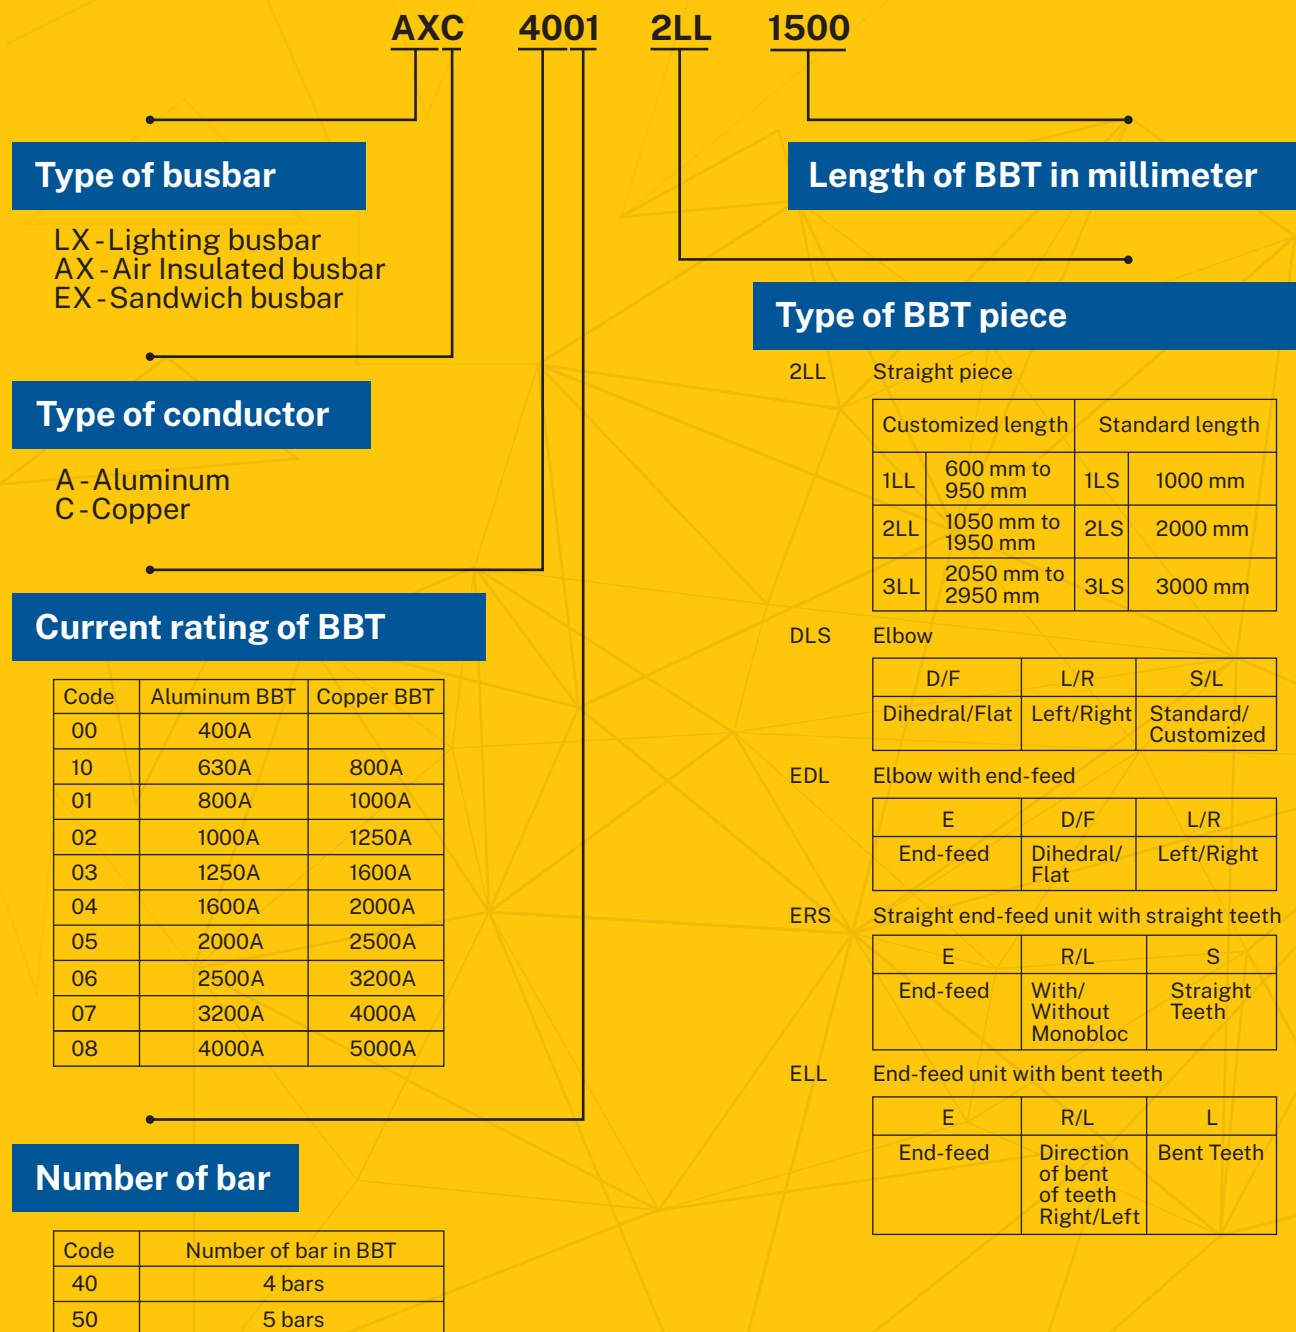 AXC 4001 2LL 1500
Type of busbar
LX - Lighting busbar
AX - Air Insulated busbar
EX - Sandwich busbar
Type of conductor
A - Aluminum
C - Copper
Current rating of BBT
Code Aluminum BBT Copper BBT
00 400A
10 630A 800A
01 800A 1000A
02 1000A 1250A
03 1250A 1600A
04 1600A 2000A
05 2000A 2500A
06 2500A 3200A
07 3200A 4000A
08 4000A 5000A
Number of bar
Code Number of bar in BBT
40 4 bars
50 5 bars
Length of BBT in millimeter
Type of BBT piece
2LL Straight piece
Customized length Standard length
1LL 600 mm to
950 mm 1LS 1000 mm
2LL 1050 mm to
1950 mm 2LS 2000 mm
3LL 2050 mm to
2950 mm 3LS 3000 mm
DLS Elbow
D/F L/R S/L
Dihedral/Flat Left/Right Standard/
Customized
EDL Elbow with end-feed
E D/F L/R
End-feed Dihedral/ Left/Right
Flat
ERS Straight end-feed unit with straight teeth
E R/L S
End-feed With/ Straight
Without Teeth
Monobloc
ELL End-feed unit with bent teeth
E R/L L
End-feed Direction Bent Teeth
of bent
of teeth
Right/Left